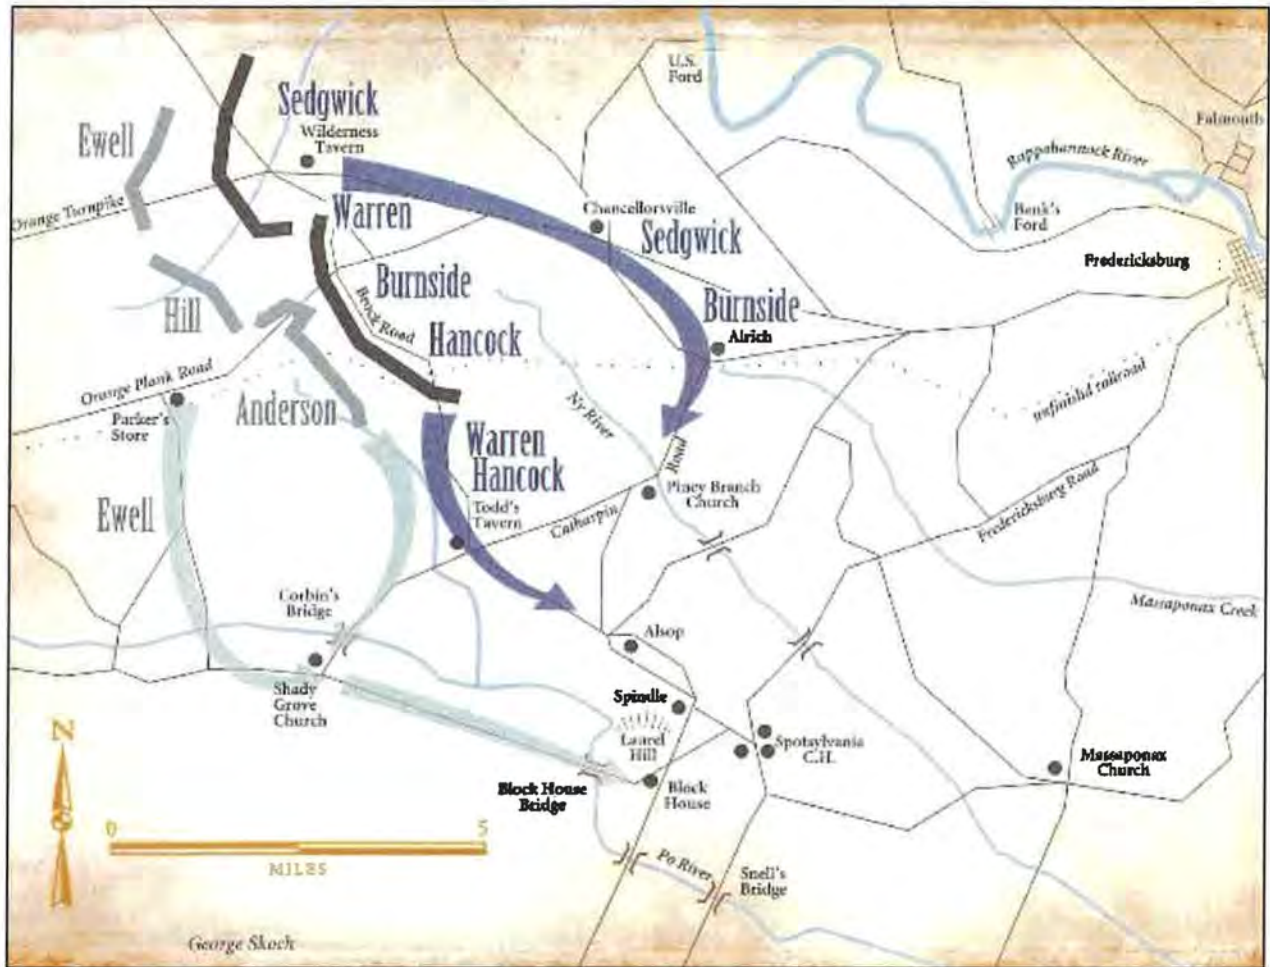 U.S.
Ford
Sedgwick
Wilderness
Tavern
Ewell
Falmouth
Rappahannock River
Orange Turnpike
Warren
Chancellorsville
Sedgwick
Bank's
Ford
Fredericksburg
Burnside
Hill
Brock Road
Hancock
Burnside
Alrich
Orange Plank Road
Parker's
Store
Anderson
Ny River
unfinishd railroad
Warren
Hancock
Todd's
Tavern
Road
Piney Branch
Church
Catharpin
Fredericksburg Road
Ewell
Corbin's
Bridge
Massaponax Creek
Alsop
Shady
Grove
Church
Spindle
Laurel
Hill
Spotsylvania
C.H.
Massaponax
Church
Block House
Bridge
Block
House
N
0 5
MILES
Po River
Snell's
Bridge
George Skoch